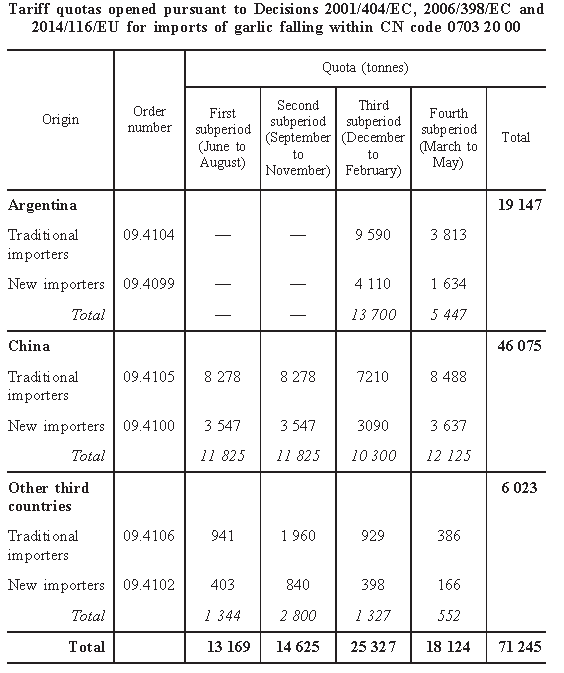 Tariff quotas opened pursuant to Decisions 2001/404/EC, 2006/398/EC and
2014/116/EU for imports of garlic falling within CN code 0703 20 00
Origin
Order
number
Quota (tonnes)
First
subperiod
(June to
August)
Second
subperiod
(September
to
November)
Third
subperiod
(December
to
February)
Fourth
subperiod
(March to
May)
Total
Argentina 19 147
Traditional 09.4104 — — 9 590 3 813
importers
New importers 09.4099 — — 4 110 1 634
Total — — 13 700 5 447
China 46 075
Traditional 09.4105 8 278 8 278 7210 8 488
importers
New importers 09.4100 3 547 3 547 3090 3 637
Total 11 825 11 825 10 300 12 125
Other third 6 023
countries
Traditional 09.4106 941 1 960 929 386
importers
New importers 09.4102 403 840 398 166
Total 1 344 2 800 1 327 552
Total 13 169 14 625 25 327 18 124 71 245